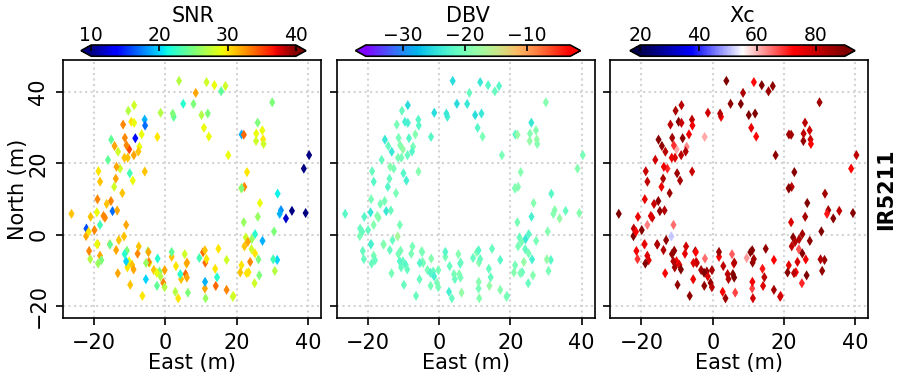 SNR DBV Xc
10 20 30 40 −30 −20 −10 20 40 60 80
40
20
0
−20
North (m)
IR5211
−20 0 20 40 −20 0 20 40 −20 0 20 40
East (m) East (m) East (m)